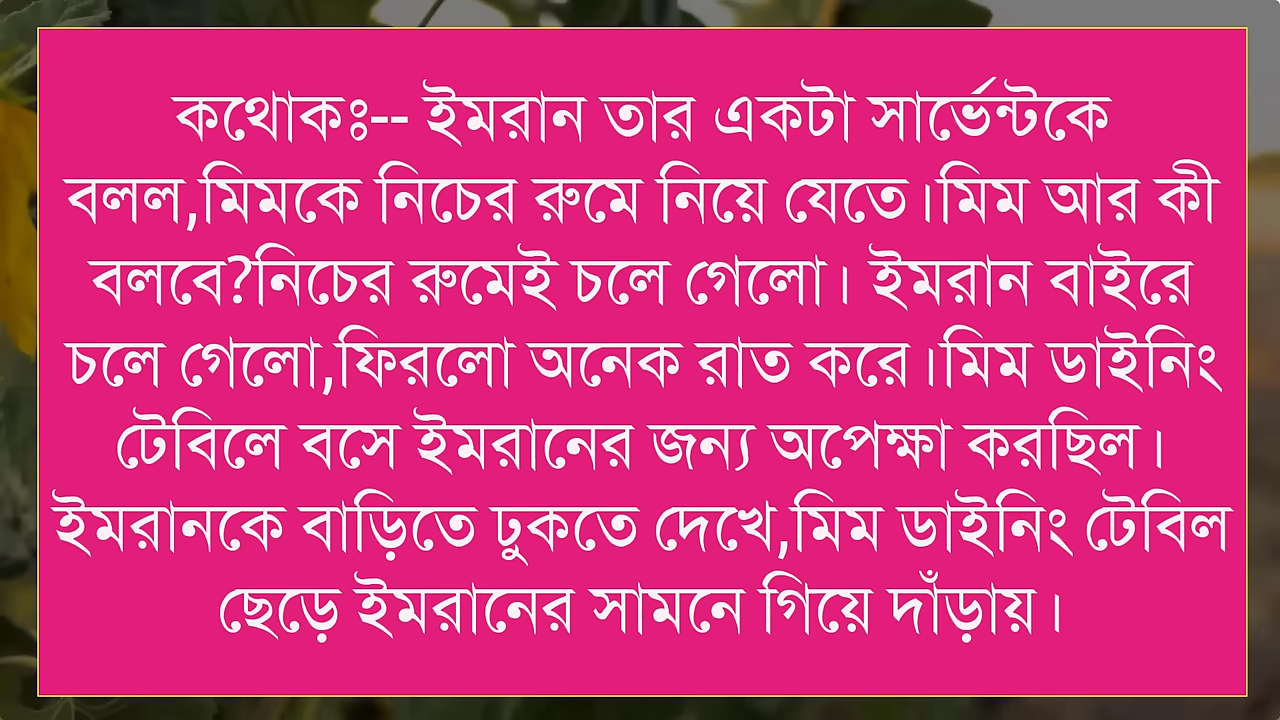 কথোকঃ-- ইমরান তার একটা সার্ভেন্টকে
বলল,মিমকে নিচের রুমে নিয়ে যেতে।মিম আর কী
বলবে?নিচের রুমেই চলে গেলো। ইমরান বাইরে
চলে গেলো,ফিরলো অনেক রাত করে।মিম ডাইনিং
টেবিলে বসে ইমরানের জন্য অপেক্ষা করছিল।
ইমরানকে বাড়িতে ঢুকতে দেখে,মিম ডাইনিং টেবিল
ছেড়ে ইমরানের সামনে গিয়ে দাঁড়ায়।